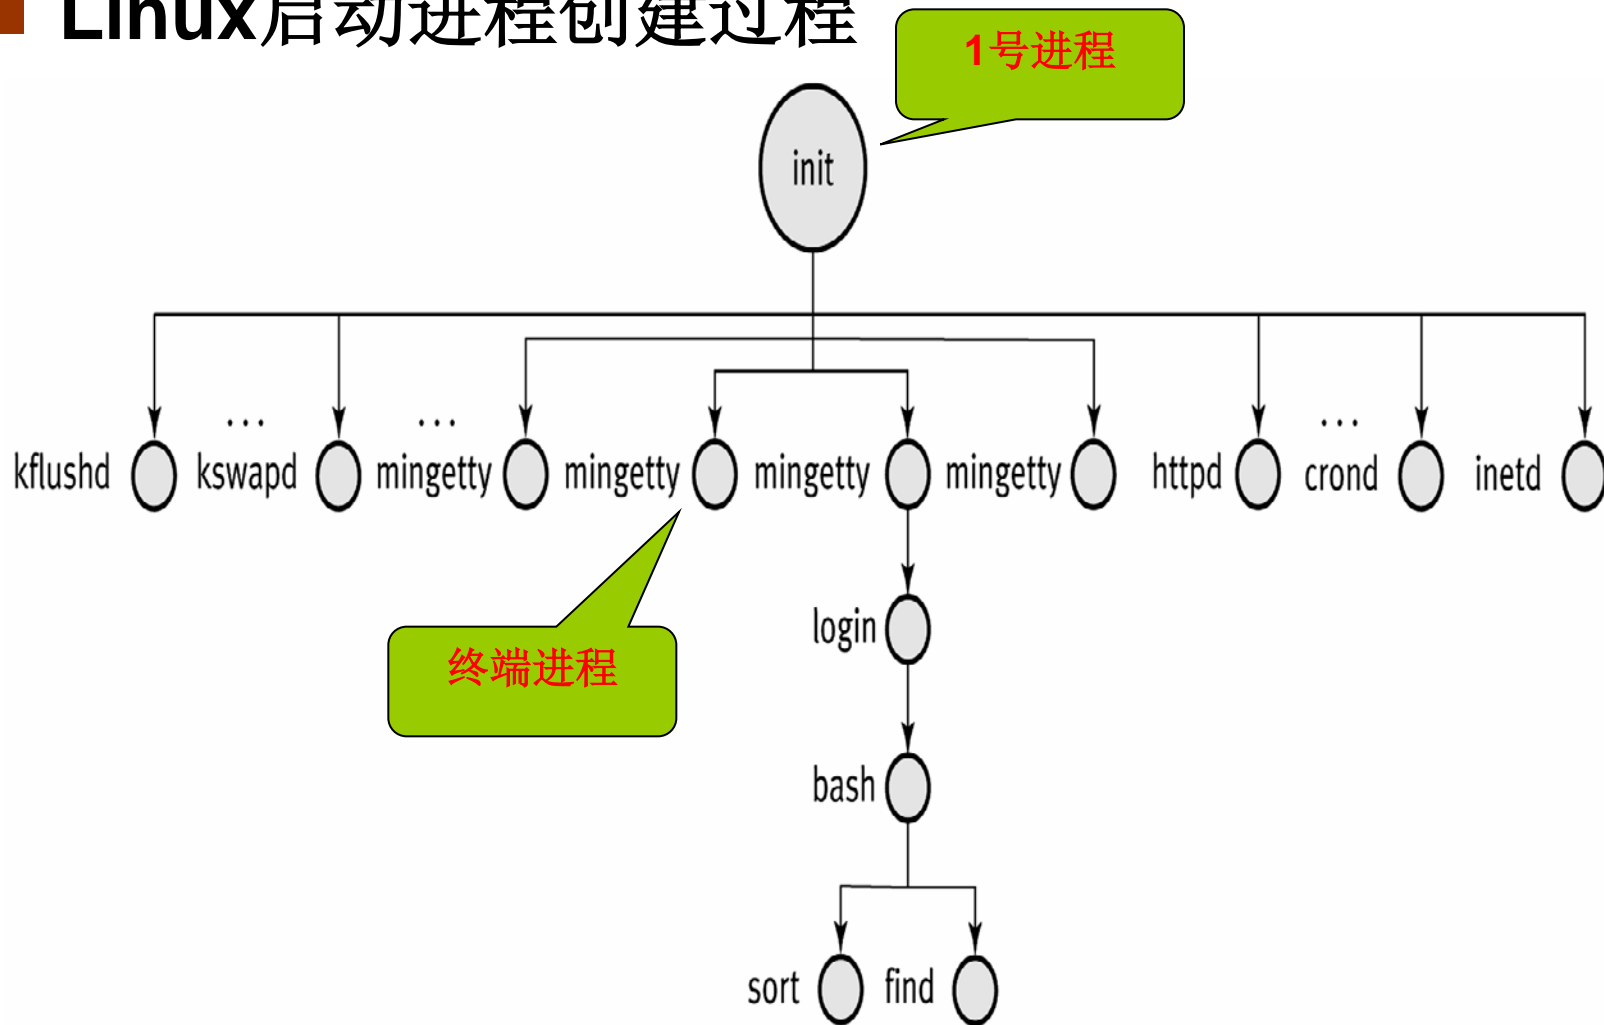 Linux启动进程创建过程
1号进程
init
... ... ...
kflushd kswapd mingetty mingetty mingetty mingetty httpd crond inetd
login
终端进程
bash
sort find